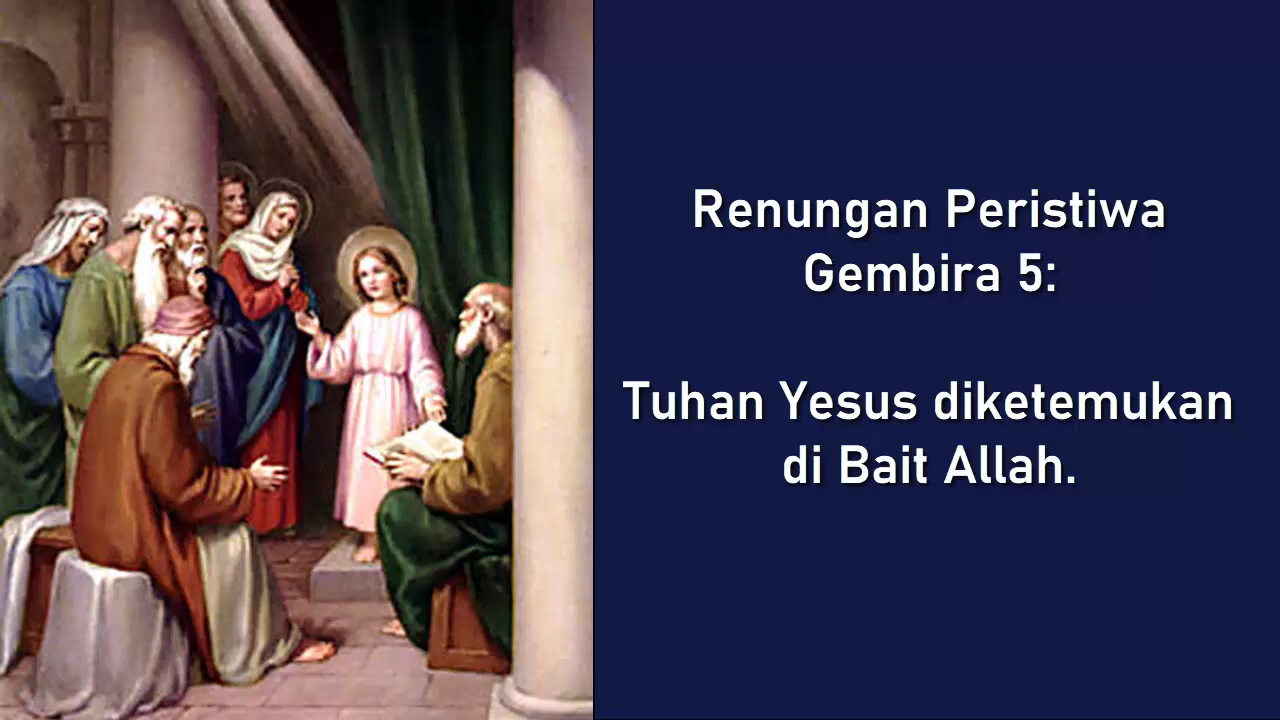 Renungan Peristiwa
Gembira 5:
Tuhan Yesus diketemukan
di Bait Allah.